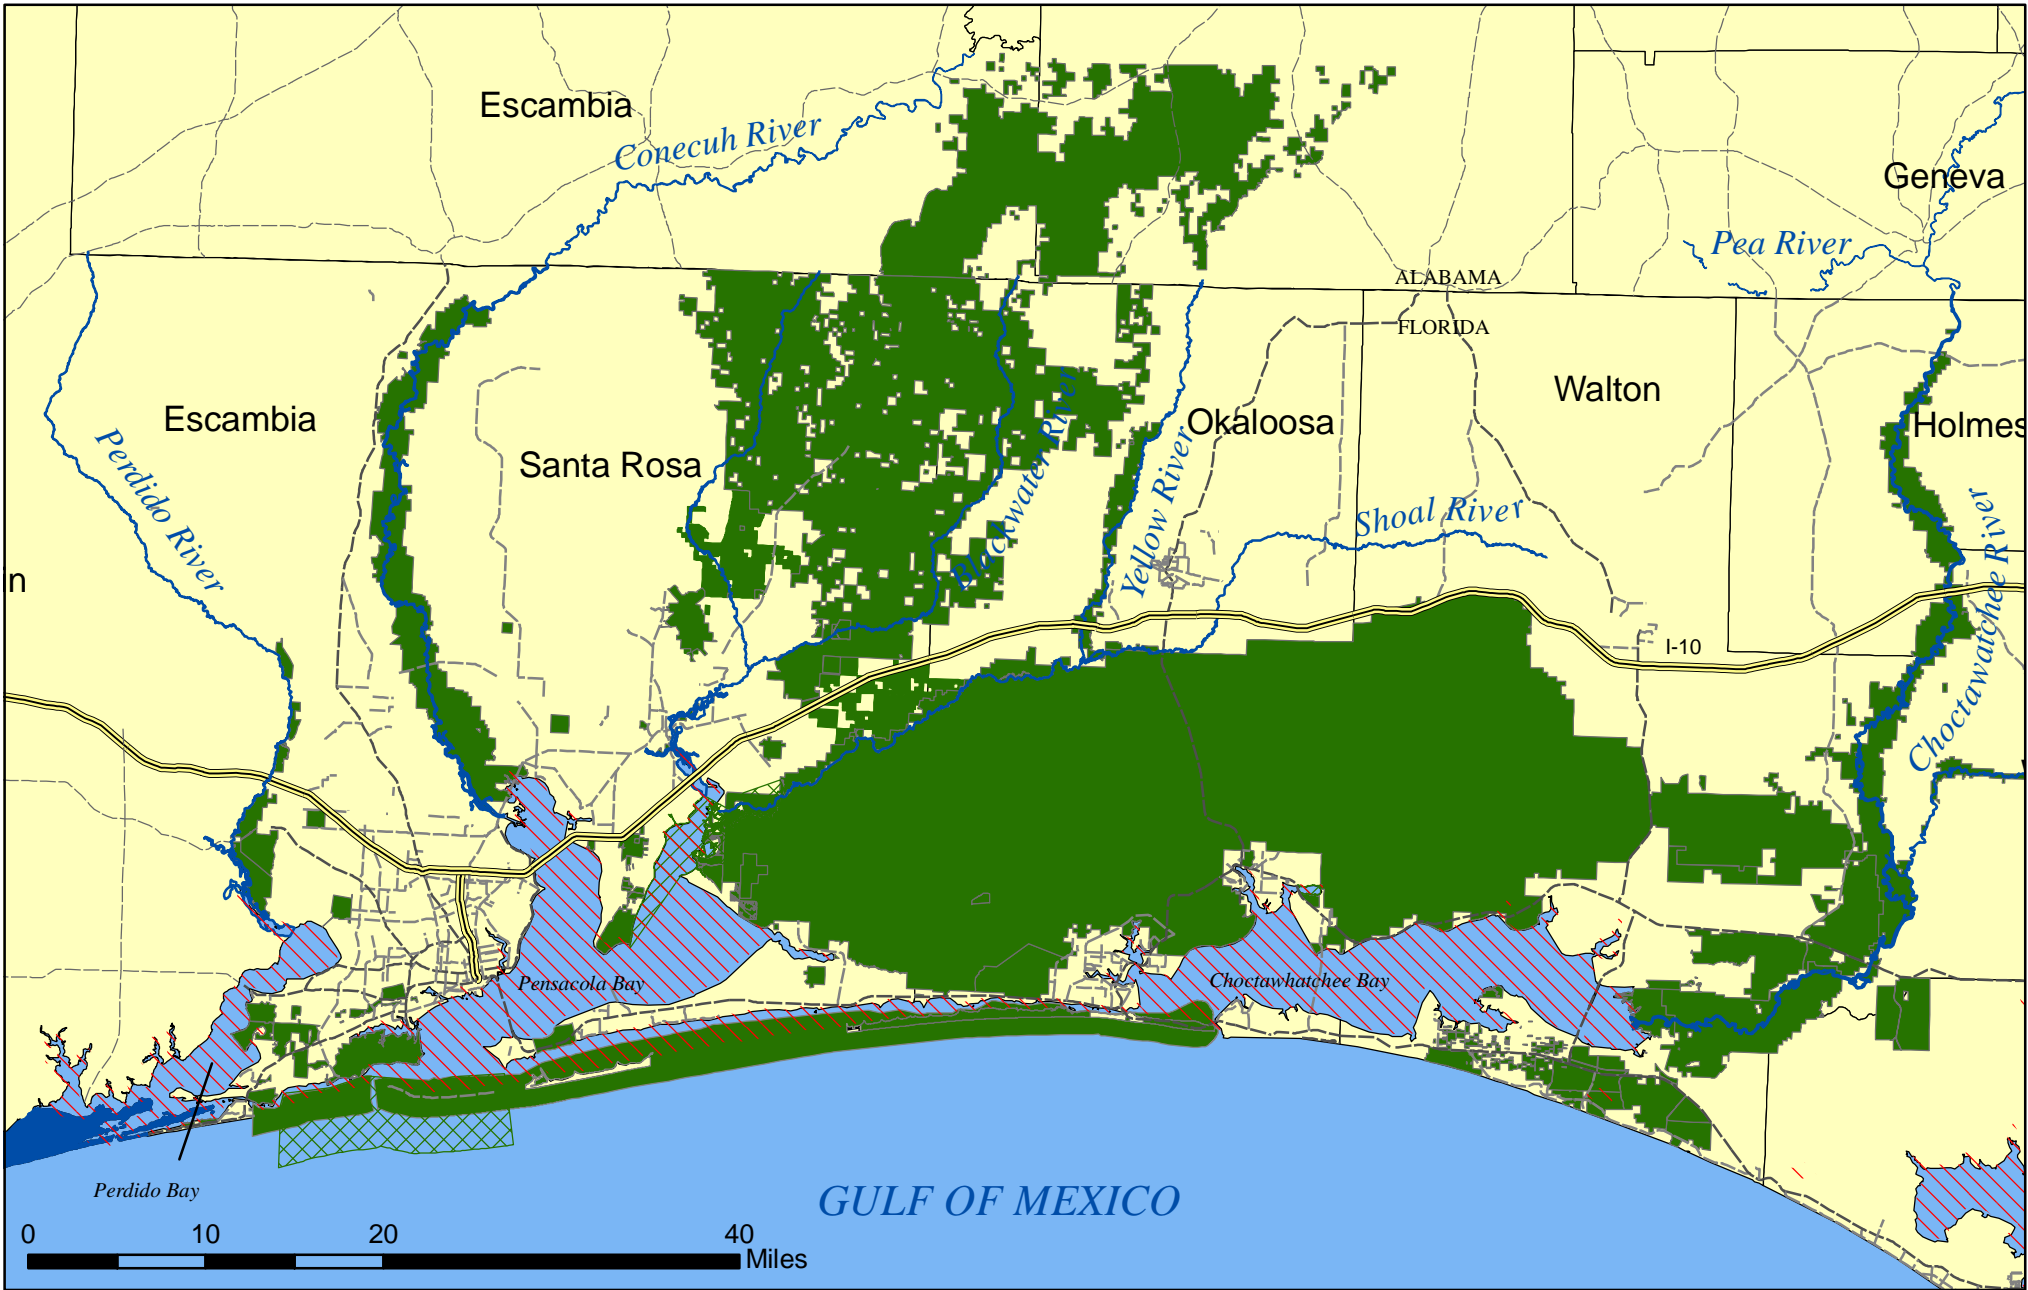 Escambia
Conecuh River
Geneva
Pea River
ALABAMA
FLORIDA
Escambia
Perdido River
Santa Rosa
Blackwater River
Yellow River
Okaloosa
Walton
Holmes
Shoal River
Choctawatchee River
in
I-10
Pensacola Bay
Choctawhatchee Bay
Perdido Bay
GULF OF MEXICO
0 10 20 40
Miles